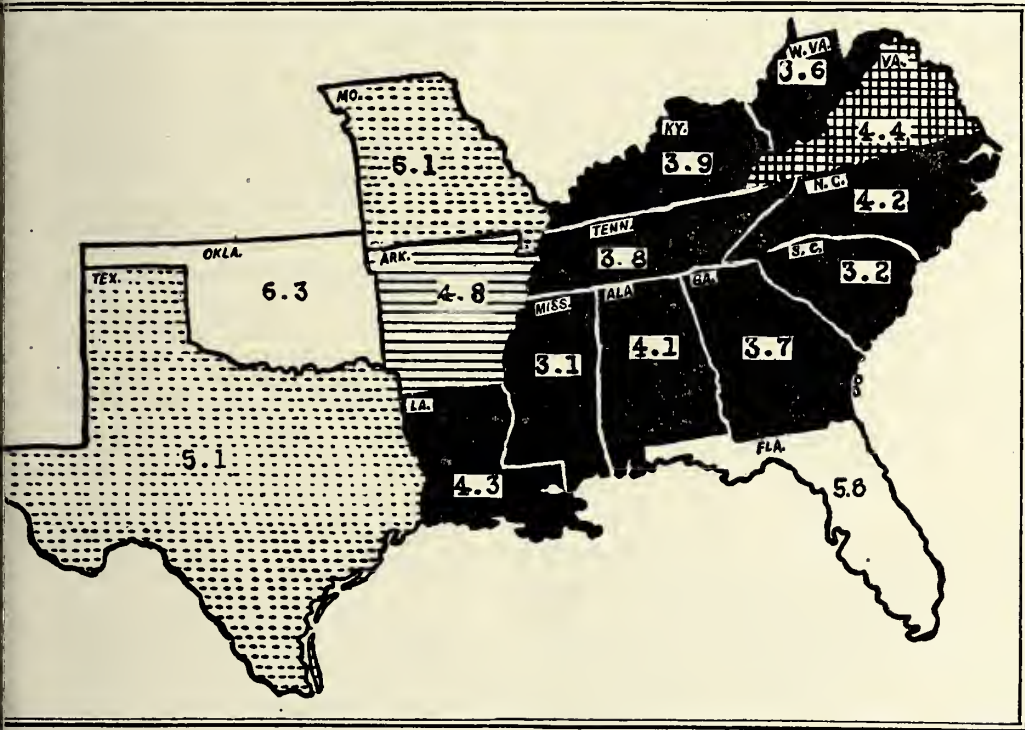 W. VA.
3.6
VA.
4.4
MO.
6.1
KY.
3.9
N. C.
4.2
TENN.
3.8
S. C.
3.2
OKLA.
6.3
ARK.
4.8
TEX.
5.1
MISS.
3.1
ALA
4.1
GA.
3.7
LA.
4.3
FLA.
5.8